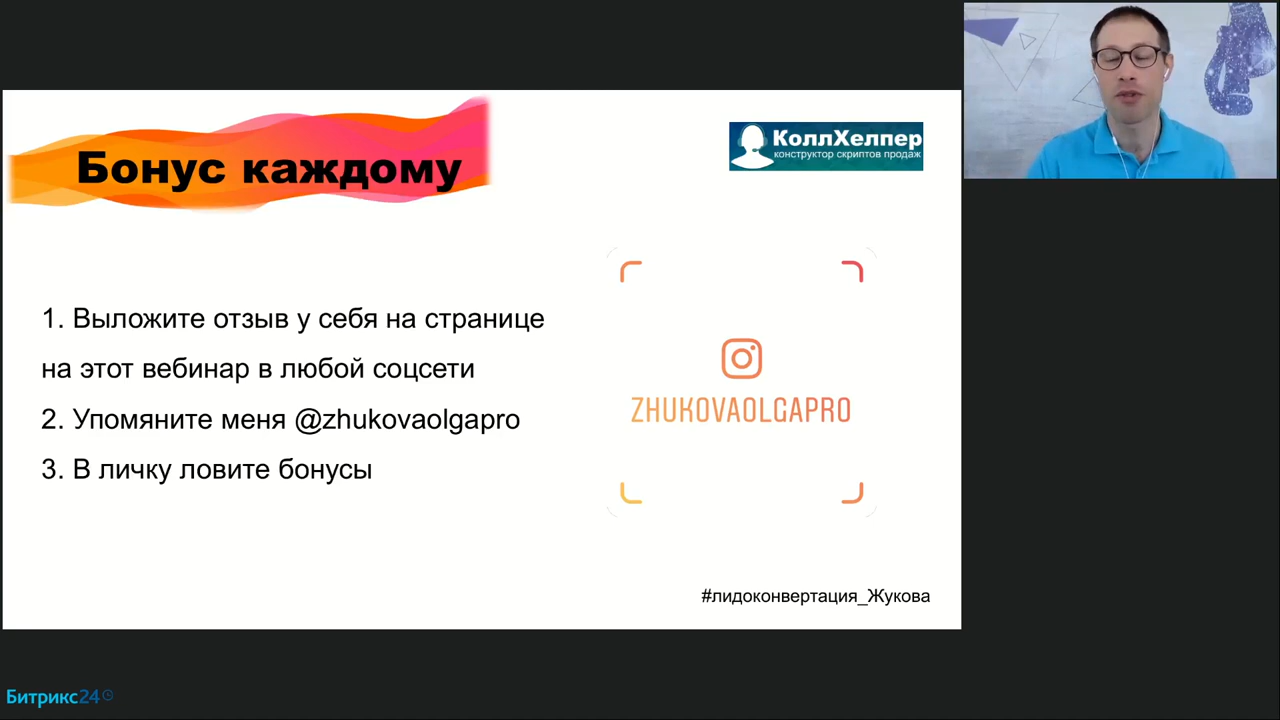 Бонус каждому
КоллХелпер
конструктор скриптов продаж
1. Выложите отзыв у себя на странице
на этот вебинар в любой соцсети
2. Упомяните меня @zhukovaolgapro
3. В личку ловите бонусы
ZHUKOVAOLGAPRO
#лидоконвертация_Жукова
Битрикс24